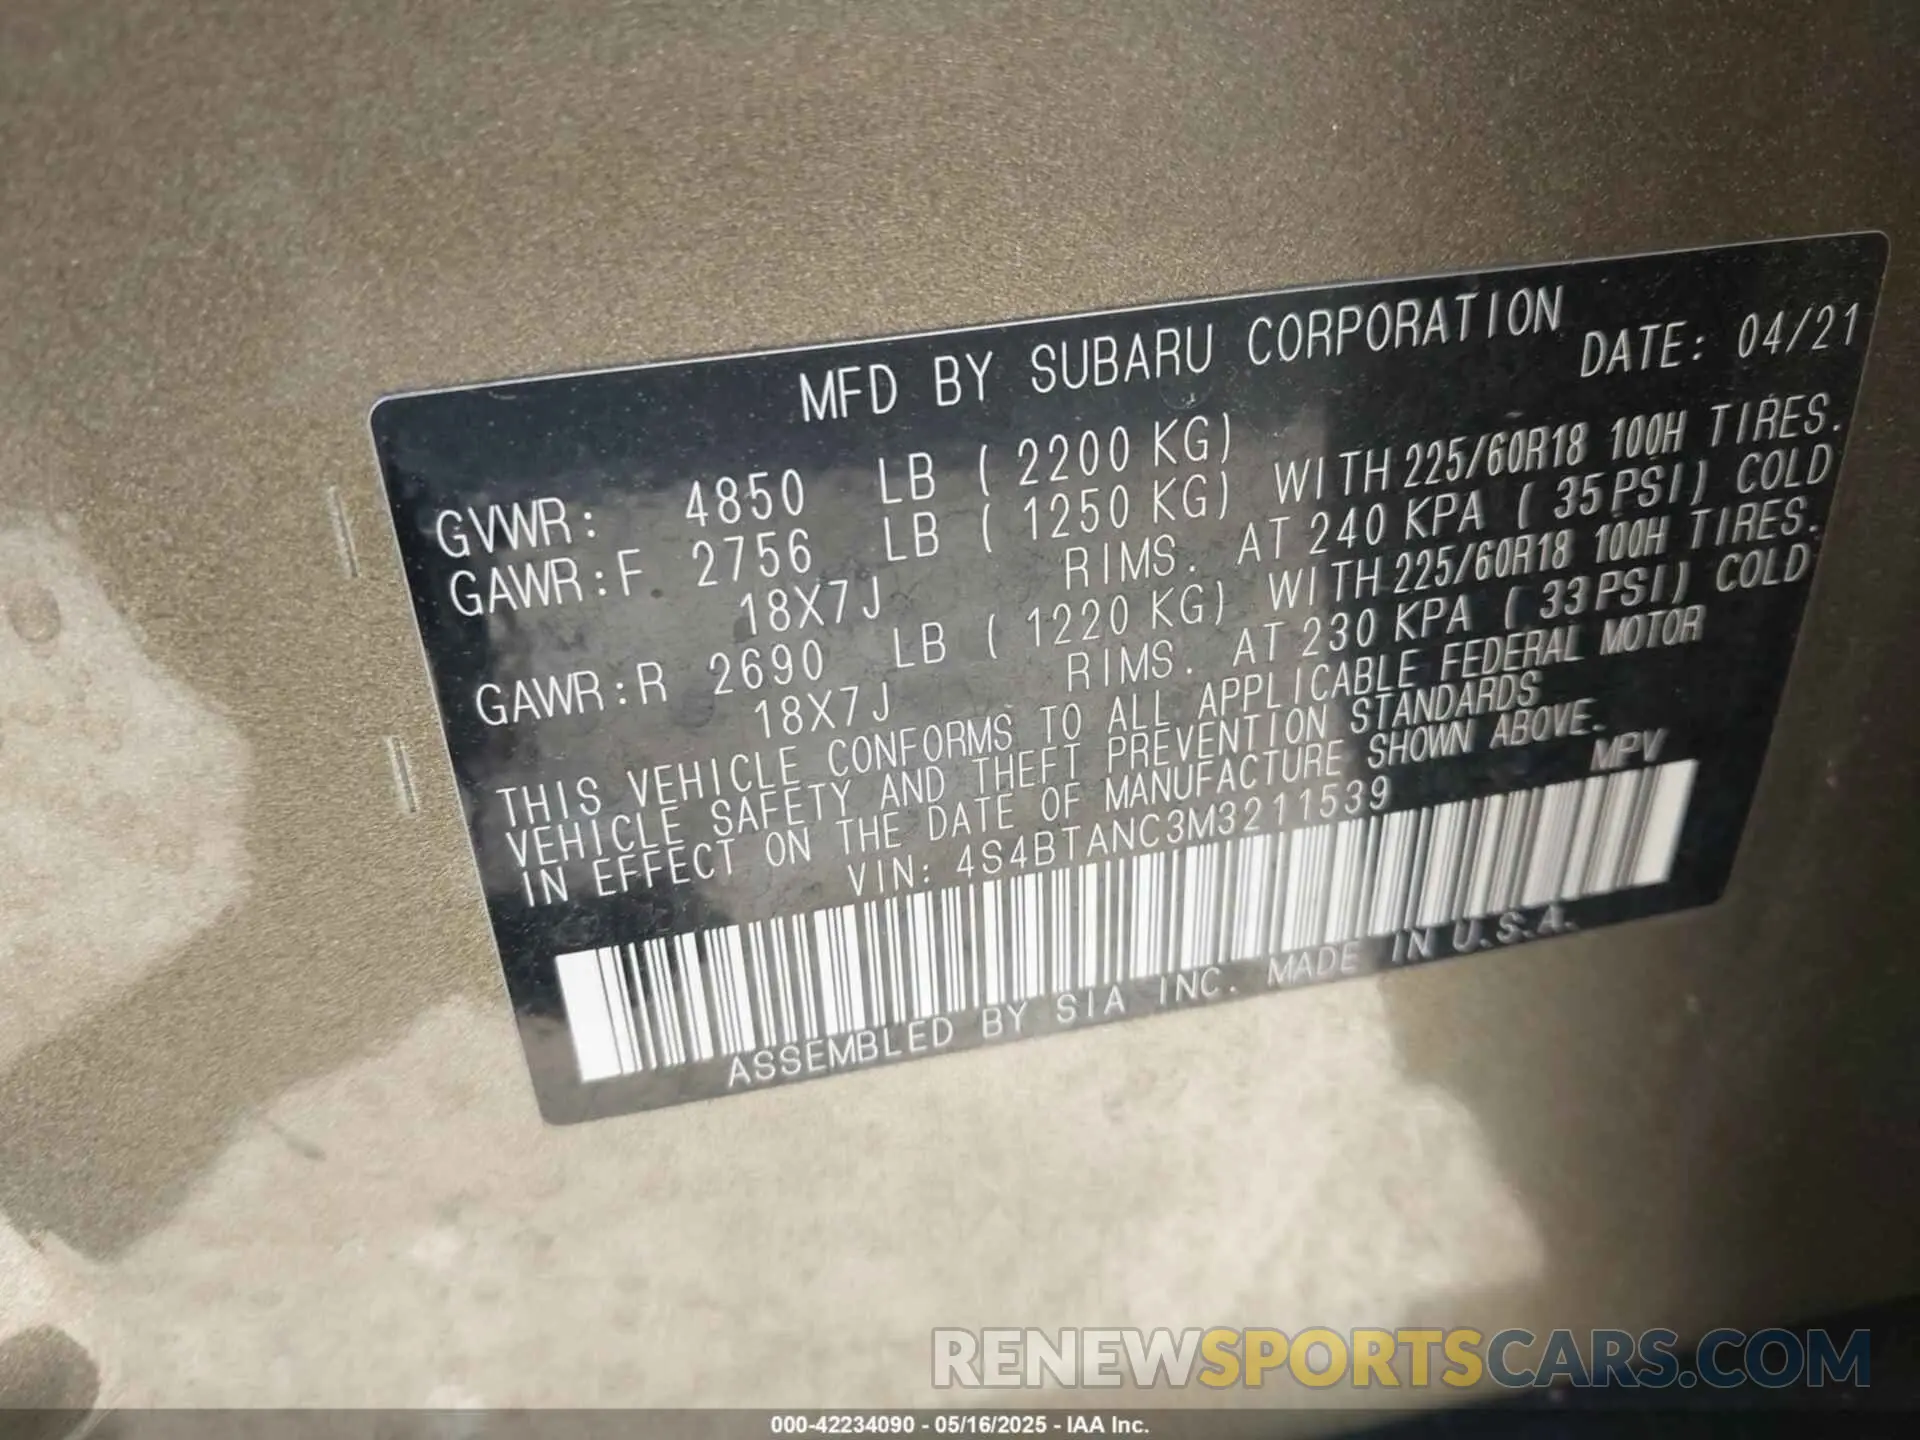 MFD BY SUBARU CORPORATION
DATE: 04/21
GVWR: 4850 LB ( 2200 KG)
GAWR:F 2756 LB ( 1250 KG) WITH 225/60R18 100H TIRES.
18X7J RIMS. AT 240 KPA ( 35PSI) COLD
GAWR:R 2690 LB ( 1220 KG) WITH 225/60R18 100H TIRES.
18X7J RIMS. AT 230 KPA ( 33PSI) COLD
THIS VEHICLE CONFORMS TO ALL APPLICABLE FEDERAL MOTOR
VEHICLE SAFETY AND THEFT PREVENTION STANDARDS
IN EFFECT ON THE DATE OF MANUFACTURE SHOWN ABOVE.
VIN: 4S4BTANC3M3211539 MPV
ASSEMBLED BY SIA INC. MADE IN U.S.A.
RENEWSPORTSCARS.COM
000-42234090 - 05/16/2025 - IAA Inc.